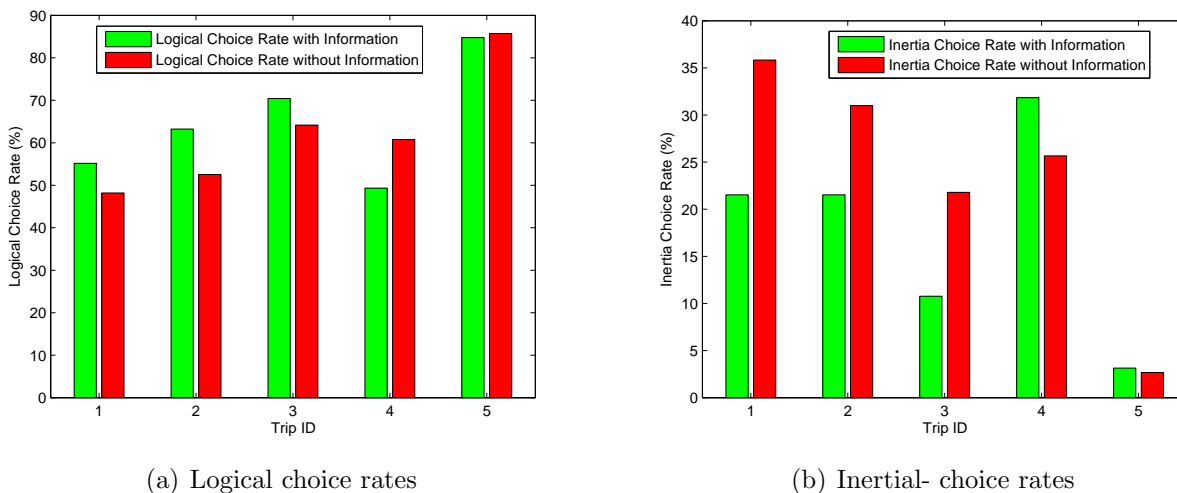 90
80
70
60
50
40
30
20
10
0
Logical Choice Rate (%)
Logical Choice Rate with Information
Logical Choice Rate without Information
1 2 3 4 5
Trip ID
(a) Logical choice rates
40
35
30
25
20
15
10
5
0
Inertia Choice Rate (%)
Inertia Choice Rate with Information
Inertia Choice Rate without Information
1 2 3 4 5
Trip ID
(b) Inertial- choice rates